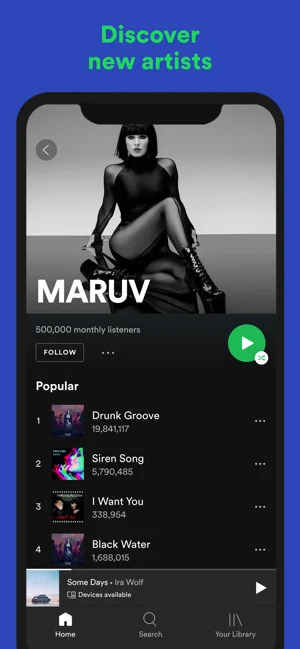 Discover
new artists
MARUV
500,000 monthly listeners
FOLLOW
Popular
1
Drunk Groove
19,841,117
2
Siren Song
5,790,485
3
I Want You
338,954
4
Black Water
1,688,015
Some Days • Ira Wolf
Devices available
Home
Search
Your Library